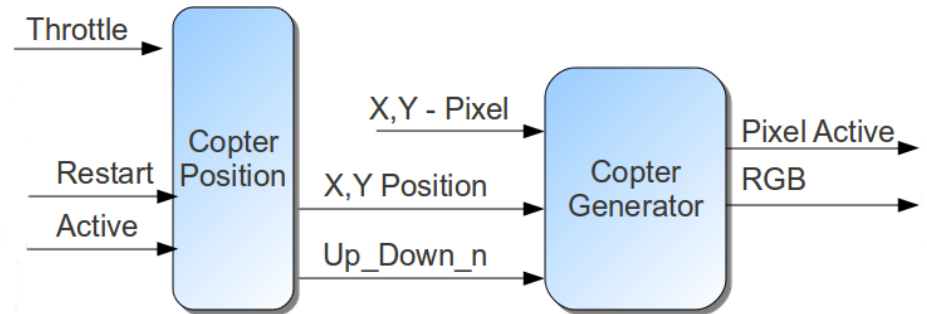 Throttle
Restart
Active
Copter
Position
X,Y - Pixel
X,Y Position
Up_Down_n
Copter
Generator
Pixel Active
RGB